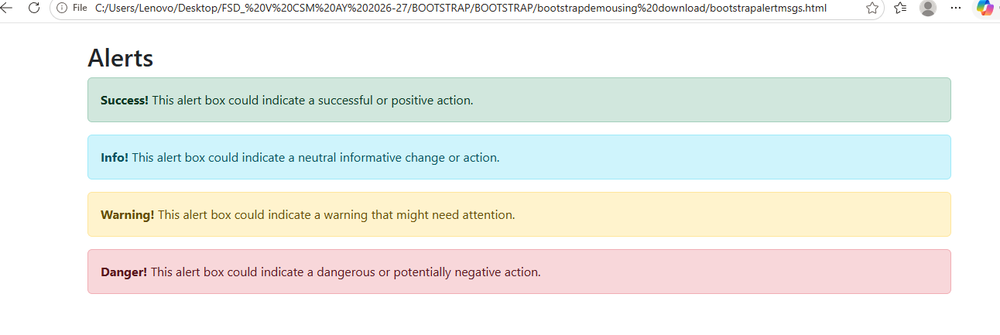 File C:/Users/Lenovo/Desktop/FSD_%20V%20CSM%20AY%202026-27/BOOTSTRAP/BOOTSTRAP/bootstrapdemousing%20download/bootstrapalertmsgs.html
Alerts
Success! This alert box could indicate a successful or positive action.
Info! This alert box could indicate a neutral informative change or action.
Warning! This alert box could indicate a warning that might need attention.
Danger! This alert box could indicate a dangerous or potentially negative action.